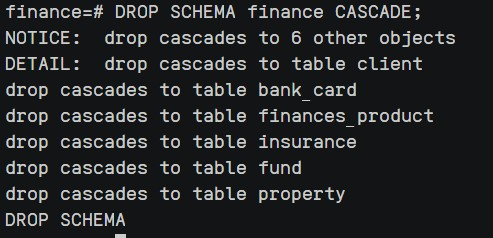 finance=# DROP SCHEMA finance CASCADE;
NOTICE:  drop cascades to 6 other objects
DETAIL:  drop cascades to table client
drop cascades to table bank_card
drop cascades to table finances_product
drop cascades to table insurance
drop cascades to table fund
drop cascades to table property
DROP SCHEMA